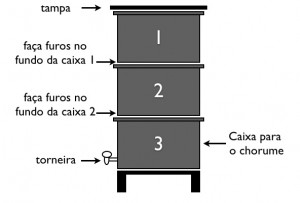 tampa
1
faça furos no
fundo da caixa 1
2
faça furos no
fundo da caixa 2
3
Caixa para
o chorume
torneira